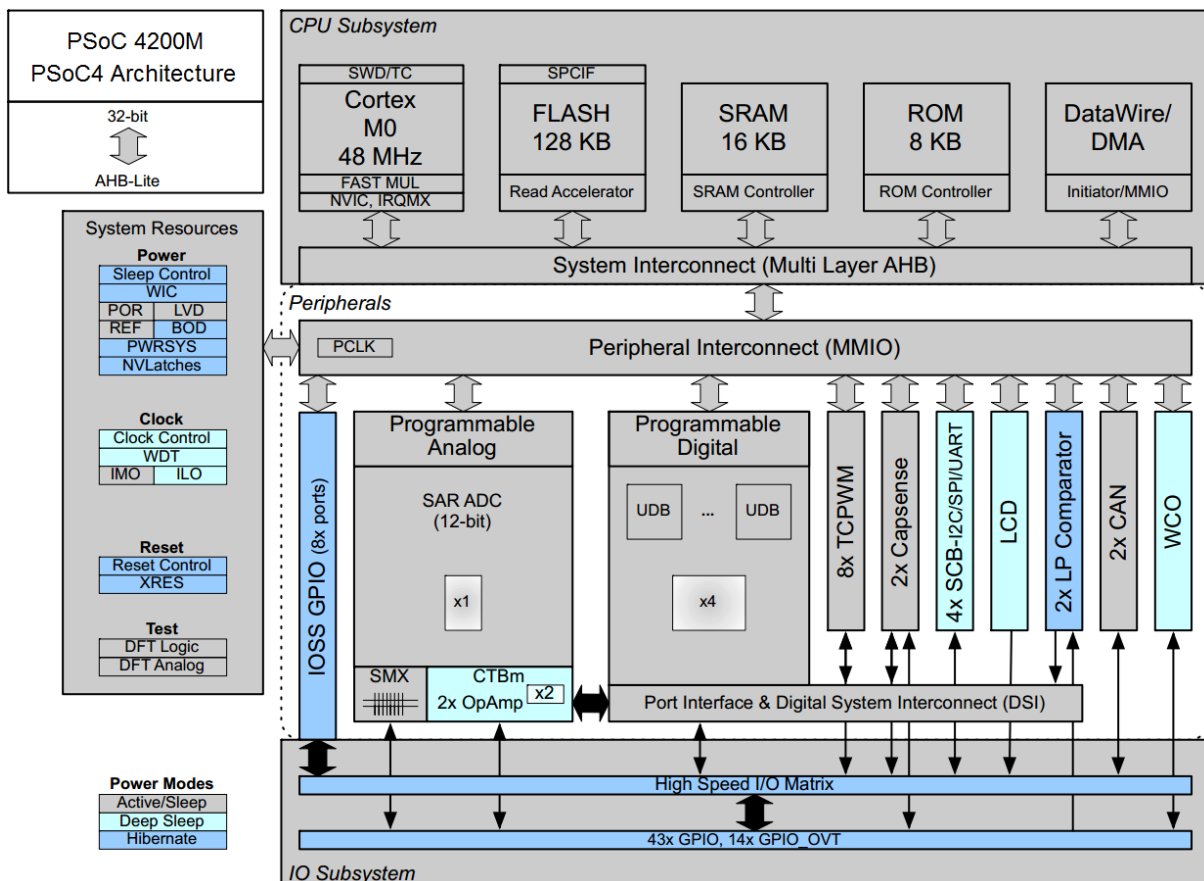 PSoC 4200M
PSoC4 Architecture
32-bit
AHB-Lite
CPU Subsystem
SWD/TC
Cortex
M0
48 MHz
FAST MUL
NVIC, IRQMX
SPCIF
FLASH
128 KB
Read Accelerator
SRAM
16 KB
SRAM Controller
ROM
8 KB
ROM Controller
DataWire/
DMA
Initiator/MMIO
System Interconnect (Multi Layer AHB)
System Resources
Power
Sleep Control
WIC
POR LVD
REF BOD
PWRSYS
NVLatches
Clock
Clock Control
WDT
IMO ILO
Reset
Reset Control
XRES
Test
DFT Logic
DFT Analog
Peripherals
PCLK
Peripheral Interconnect (MMIO)
IOSS GPIO (8x ports)
Programmable
Analog
SAR ADC
(12-bit)
x1
SMX
CTBm
2x OpAmp x2
Programmable
Digital
UDB ... UDB
x4
8x TCPWM
2x Capsense
4x SCB-I2C/SPI/UART
LCD
2x LP Comparator
2x CAN
WCO
Port Interface & Digital System Interconnect (DSI)
Power Modes
Active/Sleep
Deep Sleep
Hibernate
High Speed I/O Matrix
43x GPIO, 14x GPIO_OVT
IO Subsystem